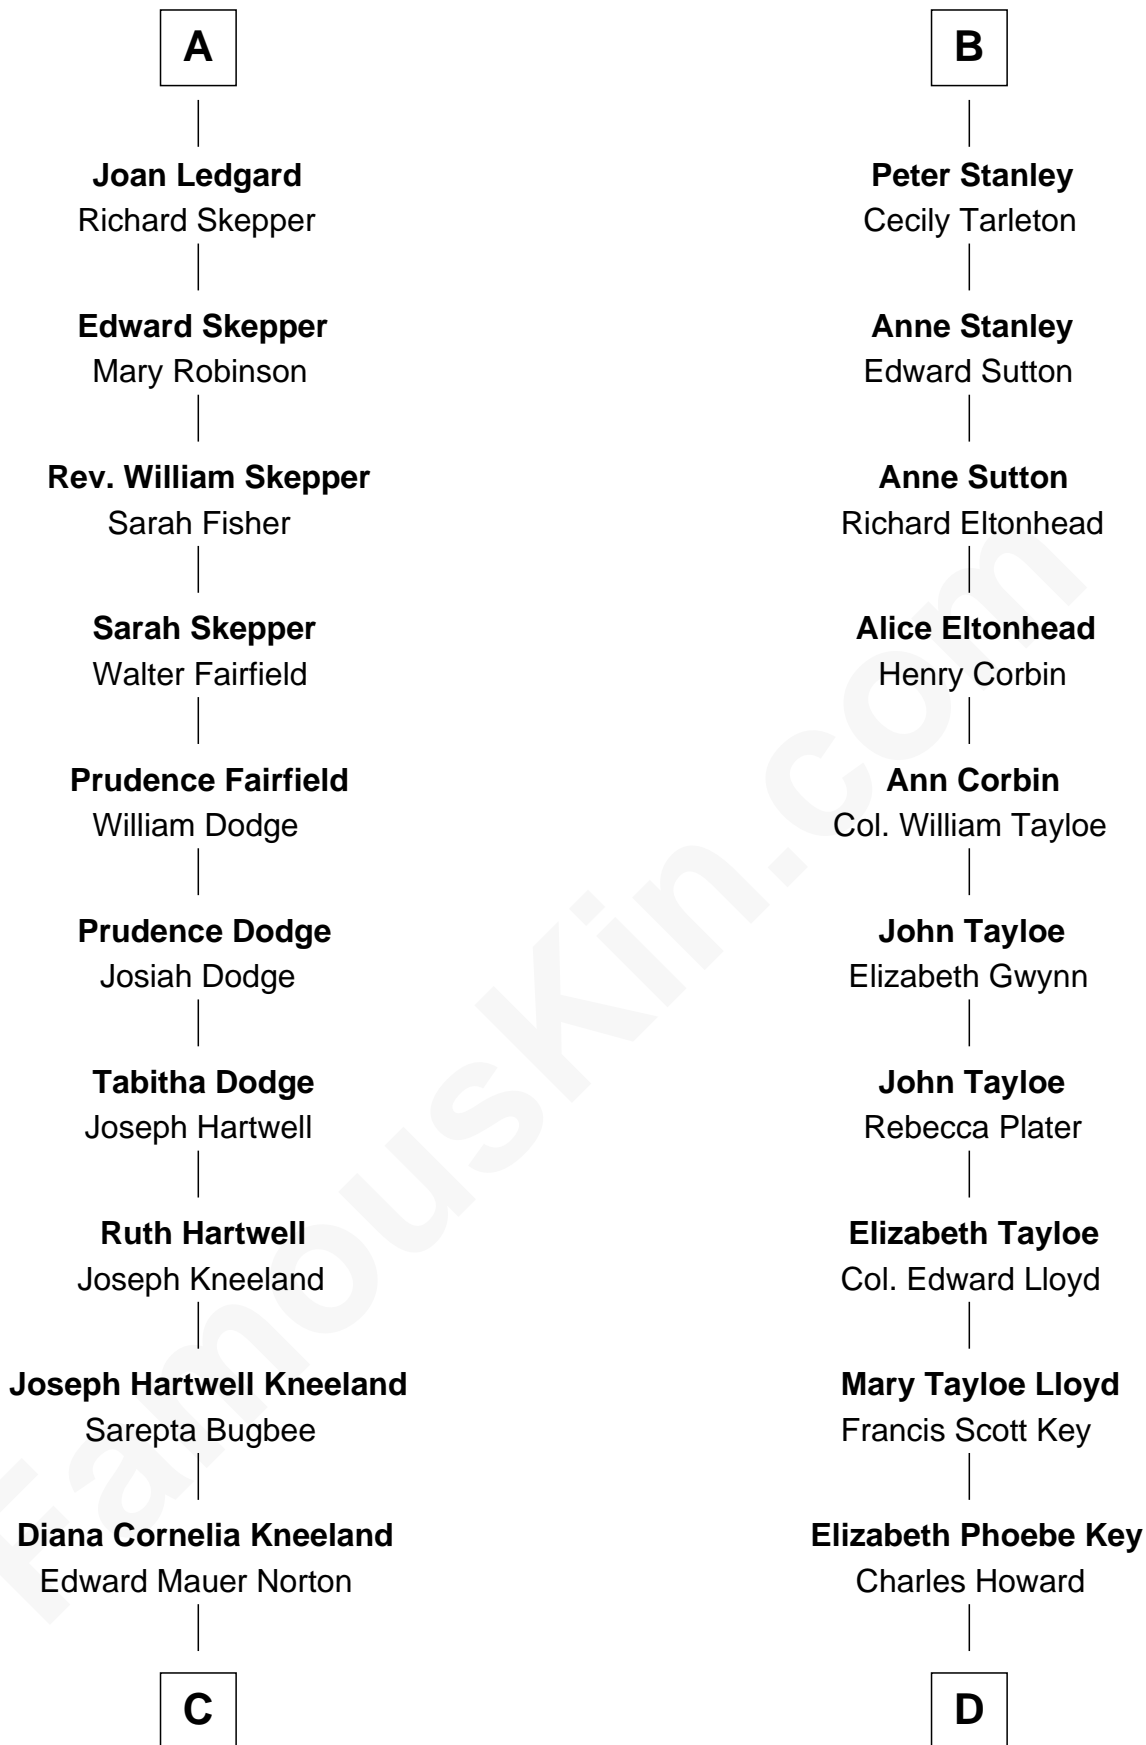 A
Joan Ledgard
Richard Skepper
Edward Skepper
Mary Robinson
Rev. William Skepper
Sarah Fisher
Sarah Skepper
Walter Fairfield
Prudence Fairfield
William Dodge
Prudence Dodge
Josiah Dodge
Tabitha Dodge
Joseph Hartwell
Ruth Hartwell
Joseph Kneeland
Joseph Hartwell Kneeland
Sarepta Bugbee
Diana Cornelia Kneeland
Edward Mauer Norton
C
B
Peter Stanley
Cecily Tarleton
Anne Stanley
Edward Sutton
Anne Sutton
Richard Eltonhead
Alice Eltonhead
Henry Corbin
Ann Corbin
Col. William Tayloe
John Tayloe
Elizabeth Gwynn
John Tayloe
Rebecca Plater
Elizabeth Tayloe
Col. Edward Lloyd
Mary Tayloe Lloyd
Francis Scott Key
Elizabeth Phoebe Key
Charles Howard
D
FamousKin.com